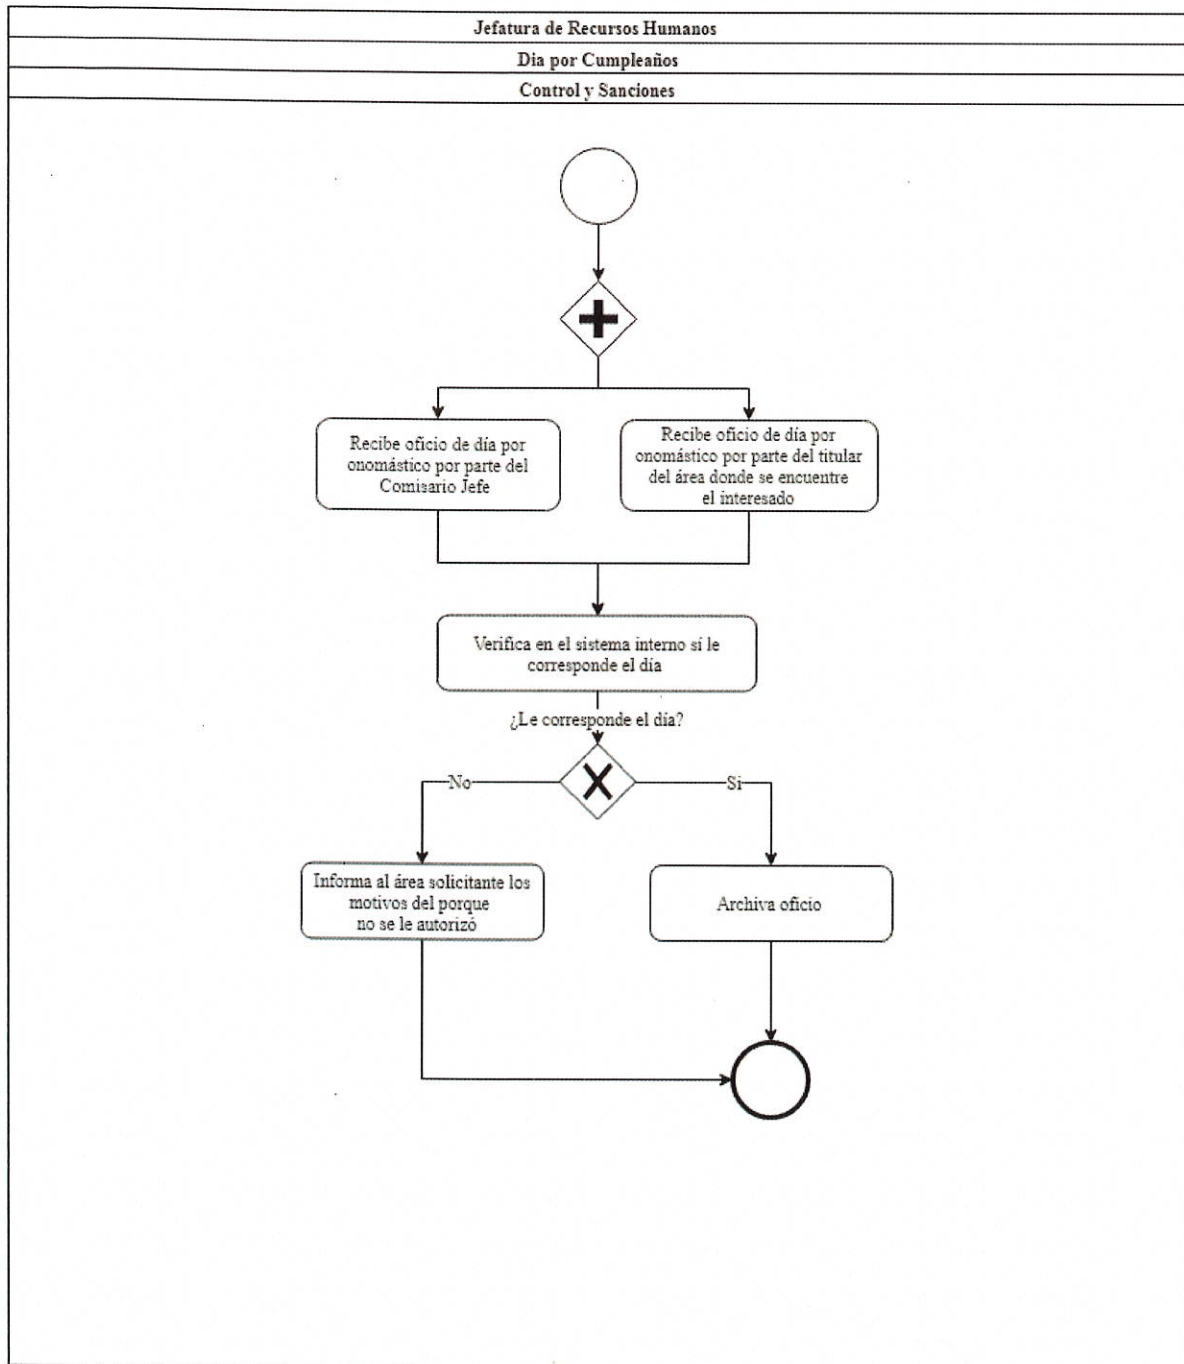 Jefatura de Recursos Humanos
Dia por Cumpleaños
Control y Sanciones
Recibe oficio de día por
onomástico por parte del
Comisario Jefe
Recibe oficio de día por
onomástico por parte del titular
del área donde se encuentre
el interesado
Verifica en el sistema interno si le
corresponde el día
¿Le corresponde el día?
No
Si
Informa al área solicitante los
motivos del porque
no se le autorizó
Archiva oficio